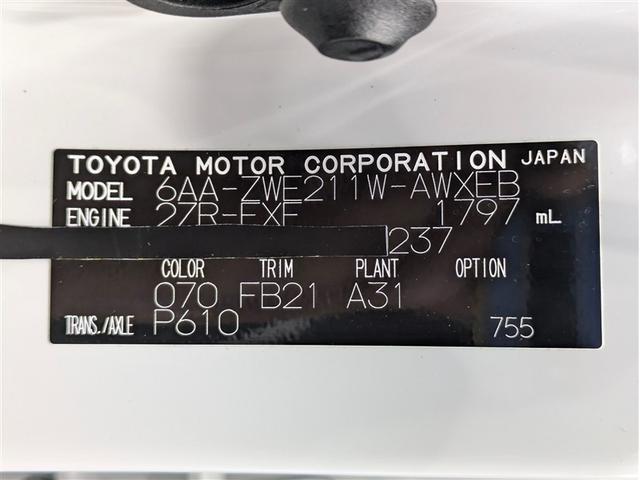 TOYOTA MOTOR CORPORATION JAPAN
MODEL 6AA-ZWE211W-AWXEB
ENGINE 2ZR-FXE 1797 mL
237
COLOR TRIM PLANT OPTION
070 FB21 A31
TRANS./AXLE P610 755